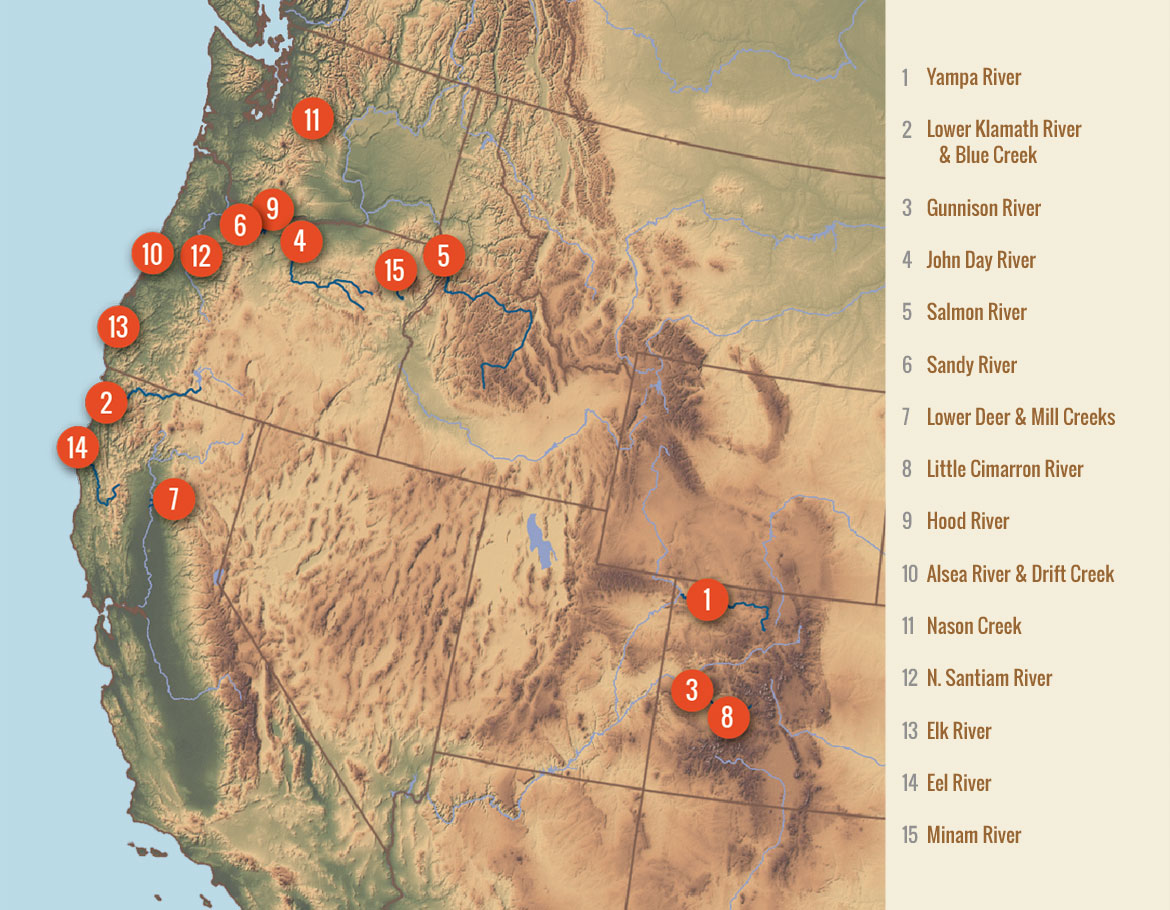 11
9
6
4
10
12
5
15
13
2
14
7
1
3
8
1 Yampa River
2 Lower Klamath River
& Blue Creek
3 Gunnison River
4 John Day River
5 Salmon River
6 Sandy River
7 Lower Deer & Mill Creeks
8 Little Cimarron River
9 Hood River
10 Alsea River & Drift Creek
11 Nason Creek
12 N. Santiam River
13 Elk River
14 Eel River
15 Minam River